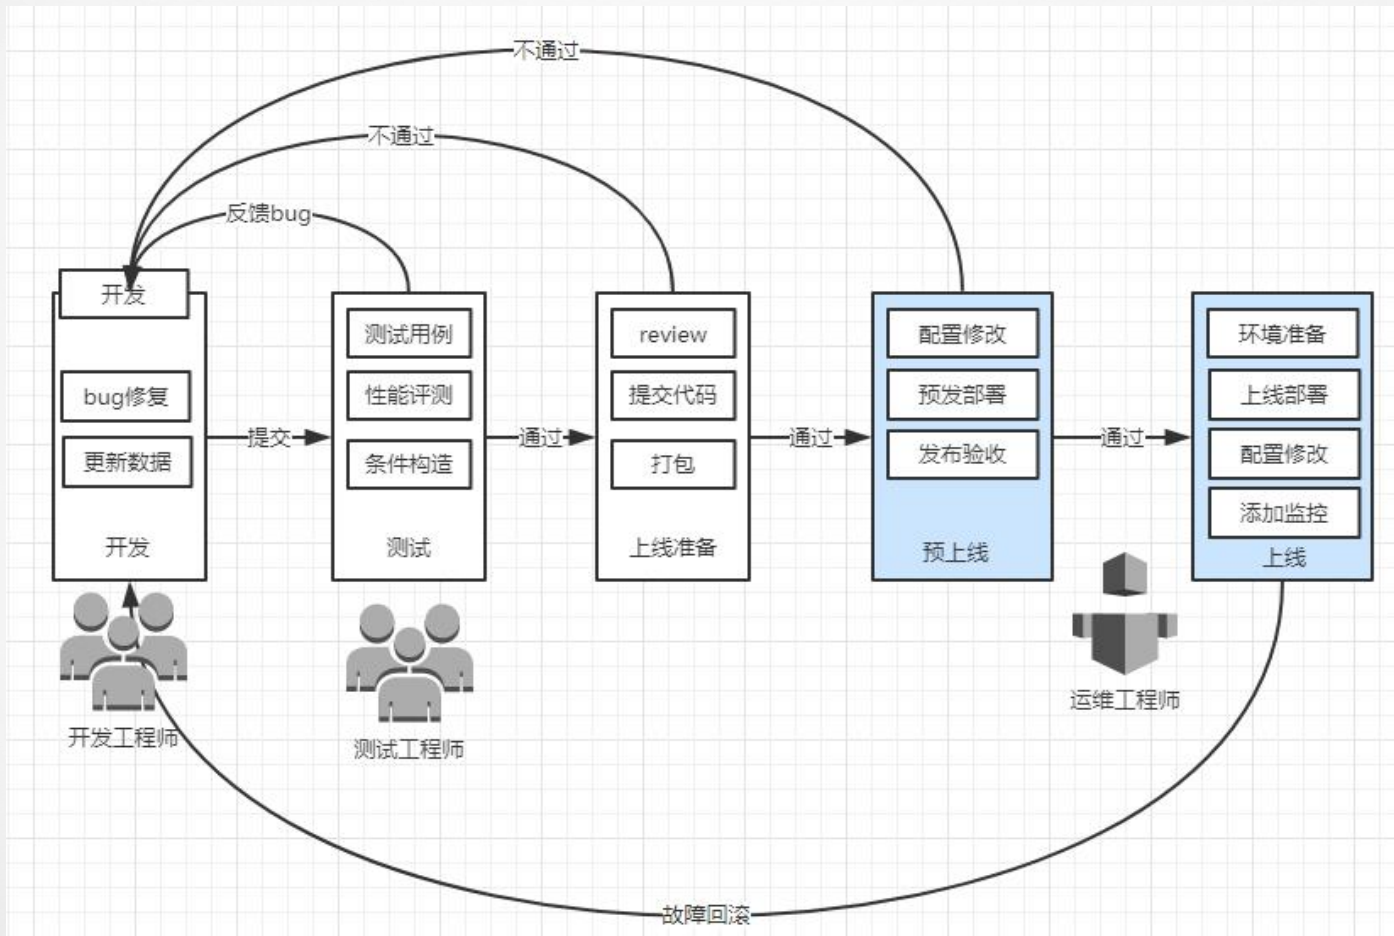 不通过
不通过
反馈bug
开发
bug修复
更新数据
开发
提交
测试用例
性能评测
条件构造
测试
通过
review
提交代码
打包
上线准备
通过
配置修改
预发部署
发布验收
预上线
通过
环境准备
上线部署
配置修改
添加监控
上线
开发工程师
测试工程师
运维工程师
故障回滚